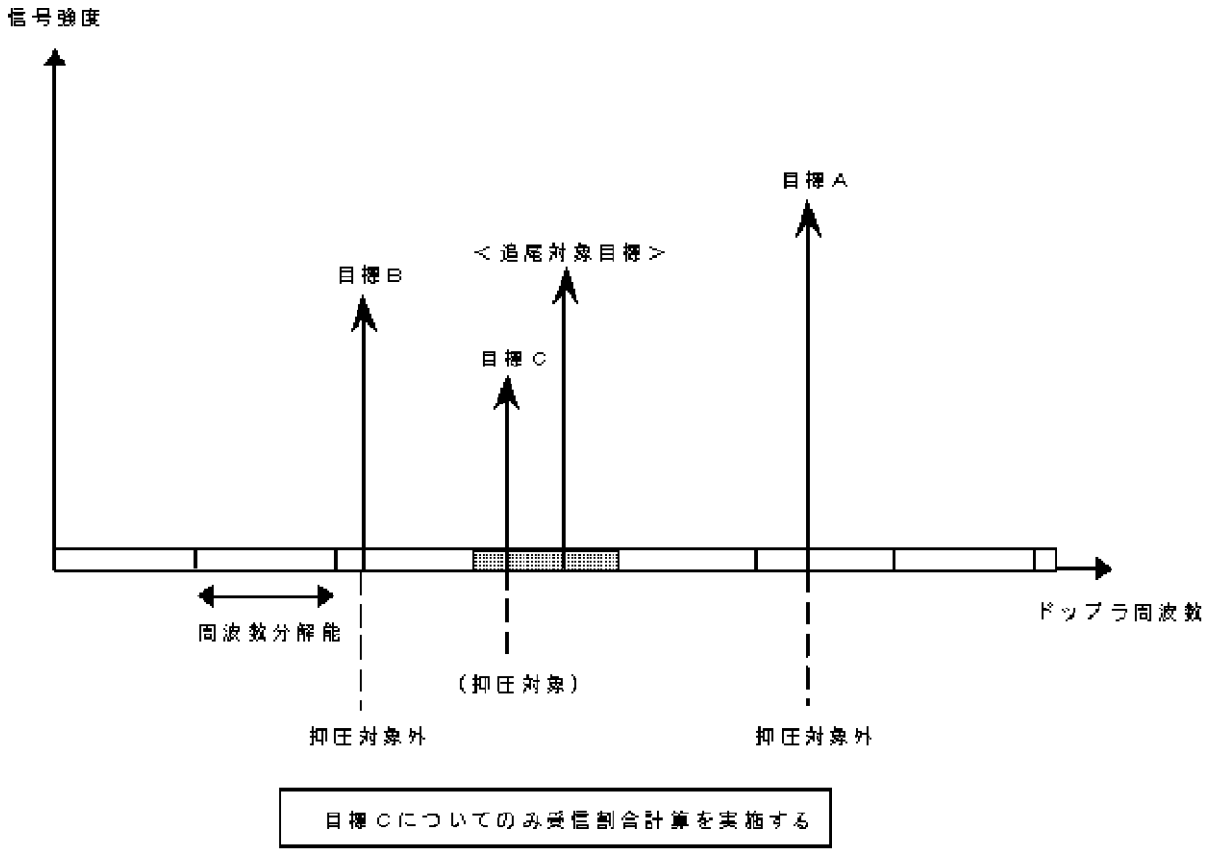 信号強度
目標A
<追尾対象目標>
目標B
目標C
ドップラ周波数
周波数分解能
(抑圧対象)
抑圧対象外
抑圧対象外
目標Cについてのみ受信割合計算を実施する